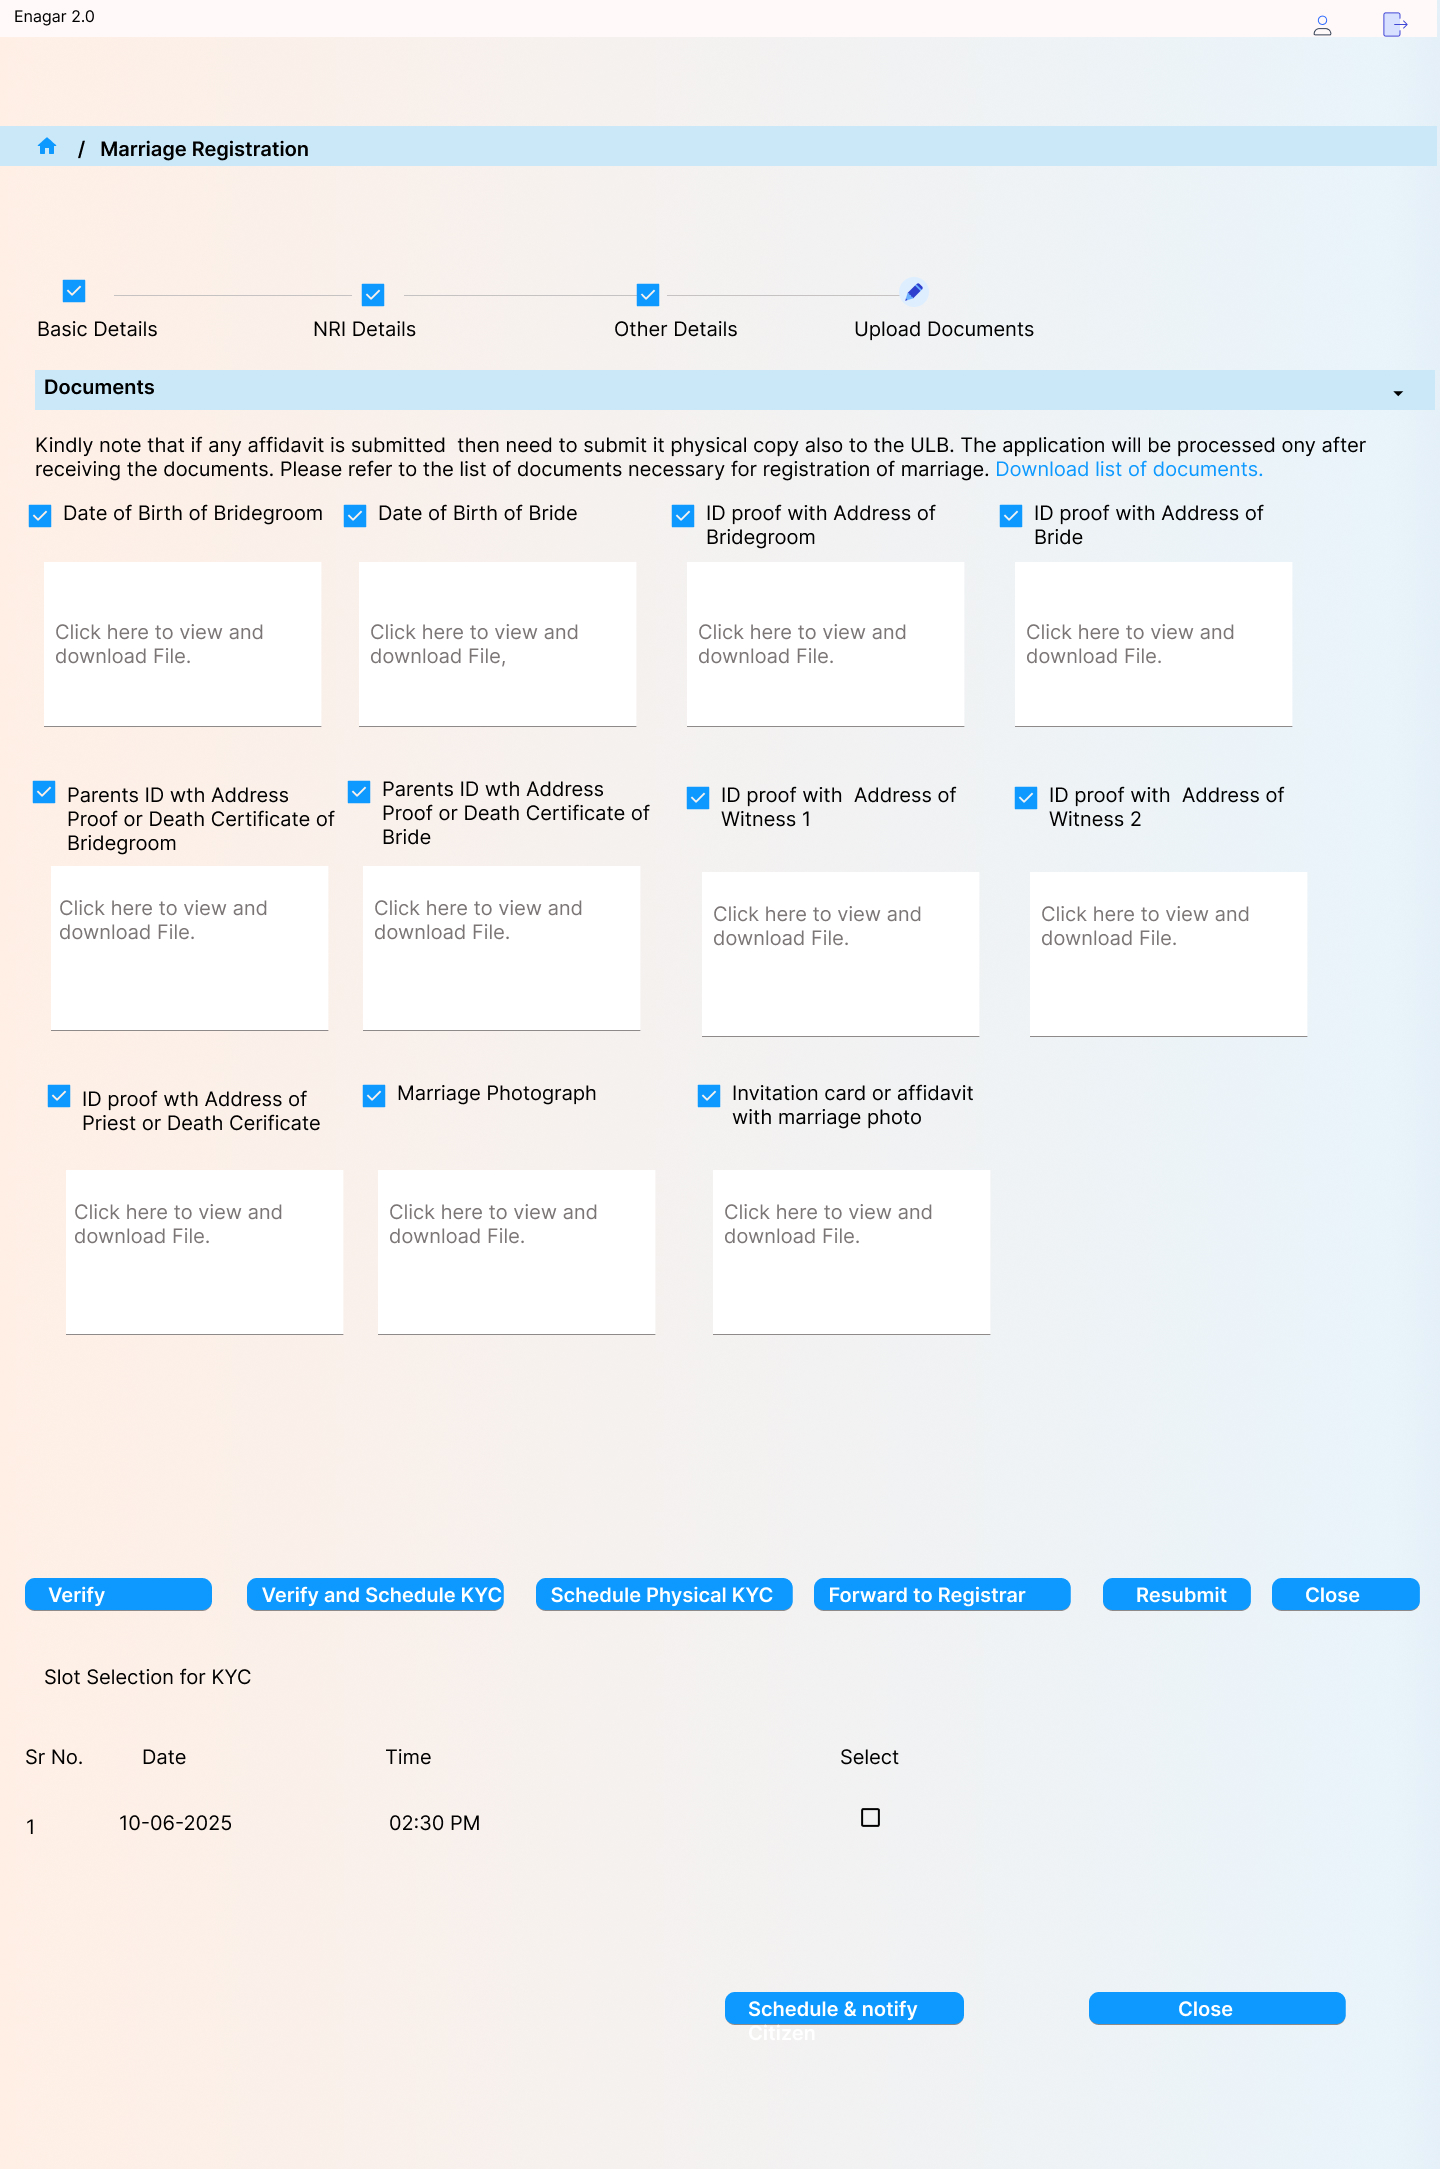 Enagar 2.0
/ Marriage Registration
Basic Details
NRI Details
Other Details
Upload Documents
Documents
Kindly note that if any affidavit is submitted  then need to submit it physical copy also to the ULB. The application will be processed ony after
receiving the documents. Please refer to the list of documents necessary for registration of marriage. Download list of documents.
Date of Birth of Bridegroom
Date of Birth of Bride
ID proof with Address of
Bridegroom
ID proof with Address of
Bride
Click here to view and
download File.
Click here to view and
download File,
Click here to view and
download File.
Click here to view and
download File.
Parents ID wth Address
Proof or Death Certificate of
Bridegroom
Parents ID wth Address
Proof or Death Certificate of
Bride
ID proof with  Address of
Witness 1
ID proof with  Address of
Witness 2
Click here to view and
download File.
Click here to view and
download File.
Click here to view and
download File.
Click here to view and
download File.
ID proof wth Address of
Priest or Death Cerificate
Marriage Photograph
Invitation card or affidavit
with marriage photo
Click here to view and
download File.
Click here to view and
download File.
Click here to view and
download File.
Verify
Verify and Schedule KYC
Schedule Physical KYC
Forward to Registrar
Resubmit
Close
Slot Selection for KYC
Sr No.
Date
Time
Select
1
10-06-2025
02:30 PM
Schedule & notify
Citizen
Close